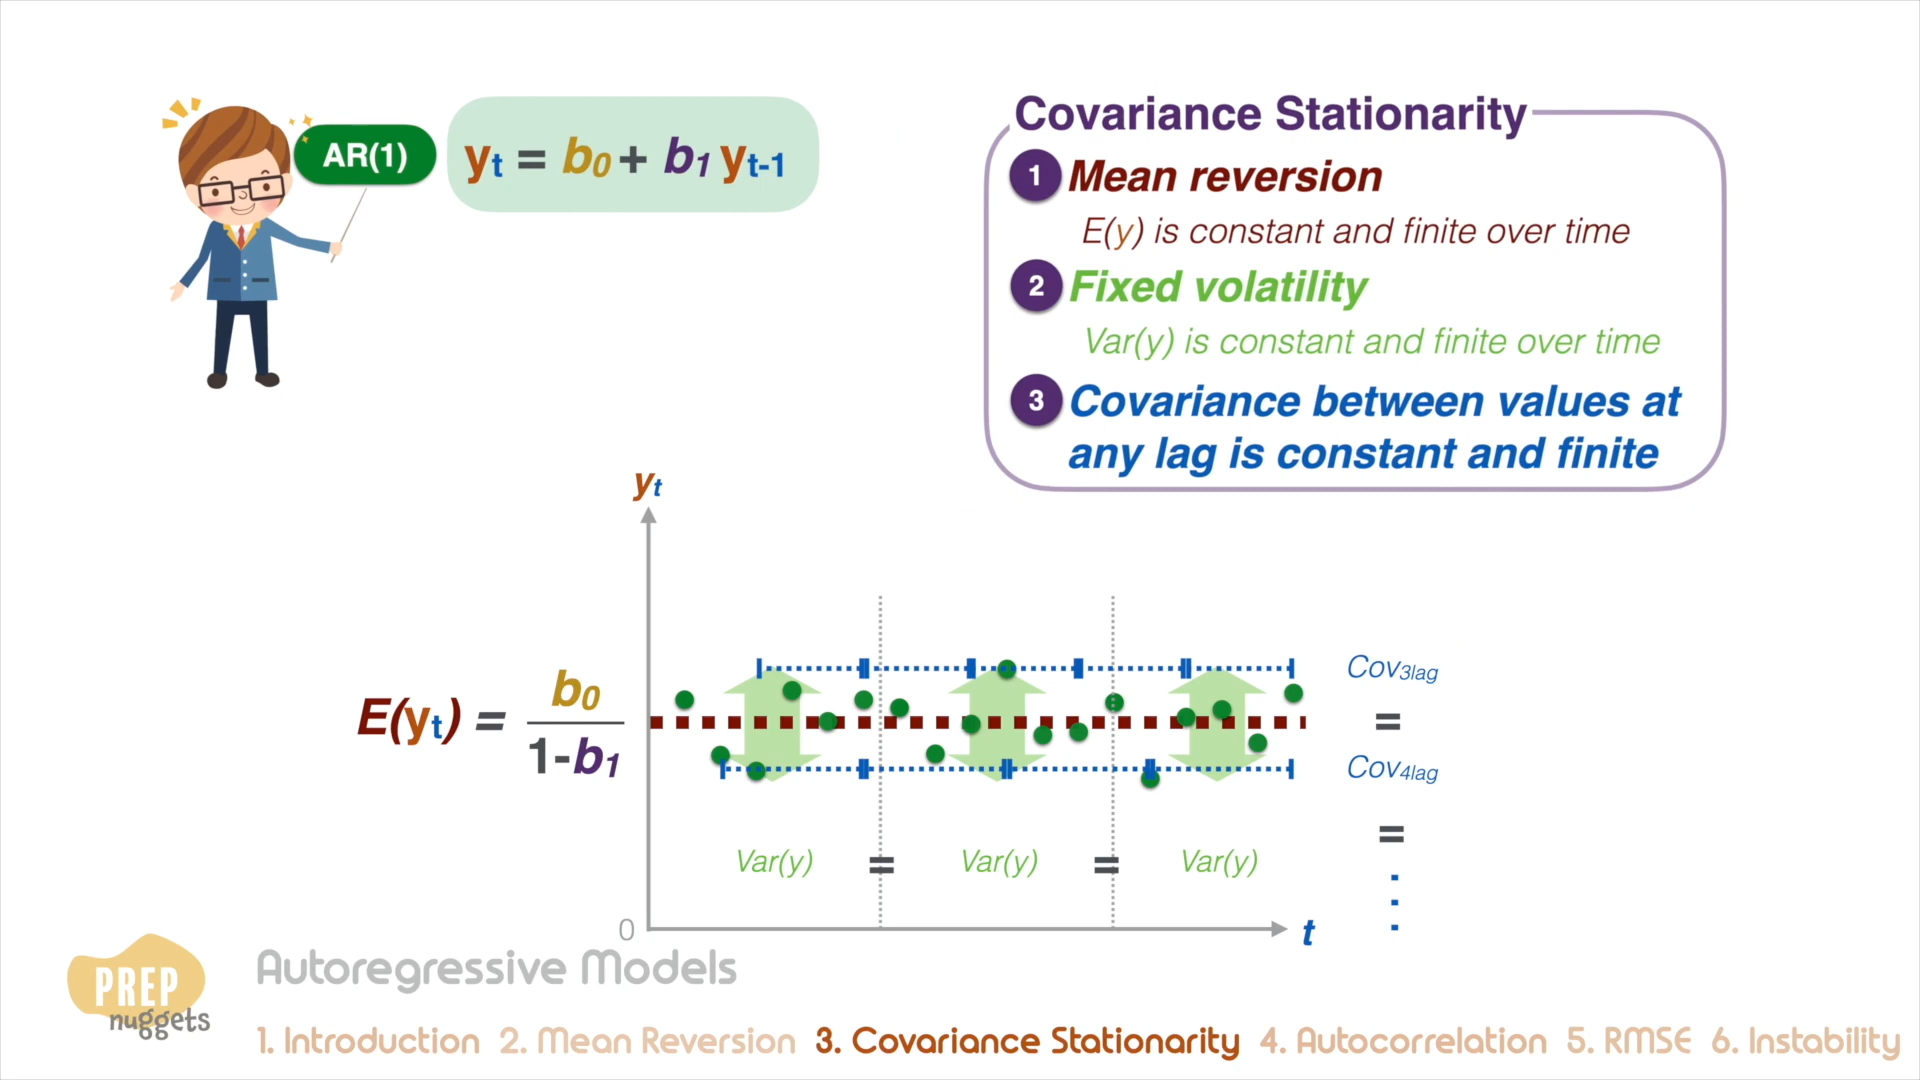 AR(1)
yt = b0 + b1 yt-1
Covariance Stationarity
1 Mean reversion
E(y) is constant and finite over time
2 Fixed volatility
Var(y) is constant and finite over time
3 Covariance between values at
any lag is constant and finite
yt
E(yt) = b0
1-b1
Cov3lag
=
Cov4lag
=
Var(y) = Var(y) = Var(y)
0
t
PREP
nuggets
Autoregressive Models
1. Introduction 2. Mean Reversion 3. Covariance Stationarity 4. Autocorrelation 5. RMSE 6. Instability